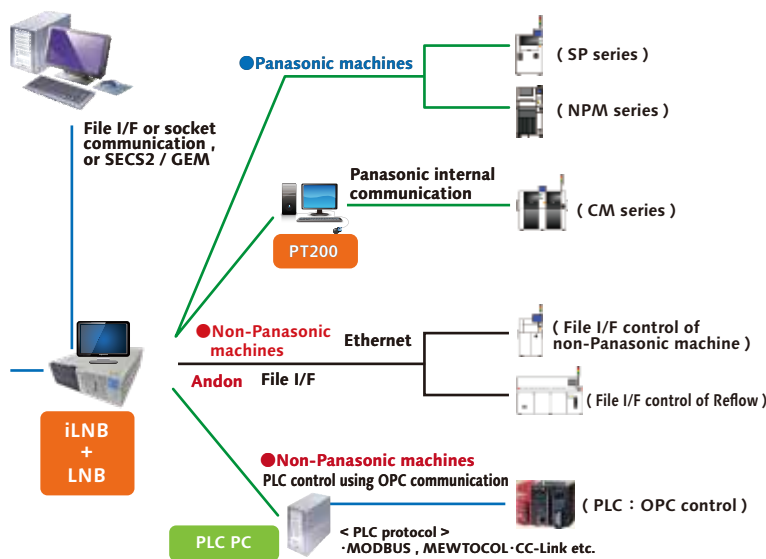 ●Panasonic machines
( SP series )
( NPM series )
File I/F or socket
communication ,
or SECS2 / GEM
Panasonic internal
communication
( CM series )
PT200
●Non-Panasonic
machines
Ethernet
( File I/F control of
non-Panasonic machine )
Andon
File I/F
( File I/F control of Reflow )
iLNB
+
LNB
●Non-Panasonic machines
PLC control using OPC communication
( PLC : OPC control )
PLC PC
< PLC protocol >
･MODBUS , MEWTOCOL･CC-Link etc.